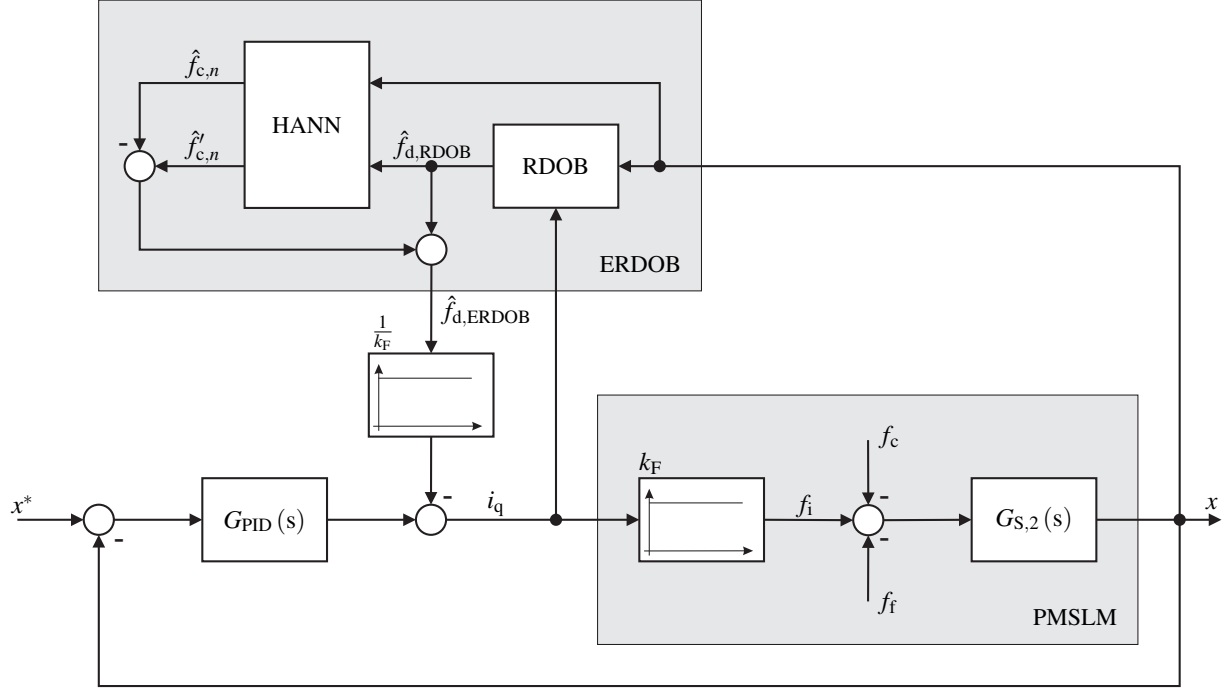 f̂c,n
-
HANN
f̂′c,n
f̂d,RDOB
RDOB
ERDOB
f̂d,ERDOB
1/kF
-
x*
-
GPID (s)
iq
kF
fi
fc
-
-
ff
GS,2 (s)
PMSLM
x